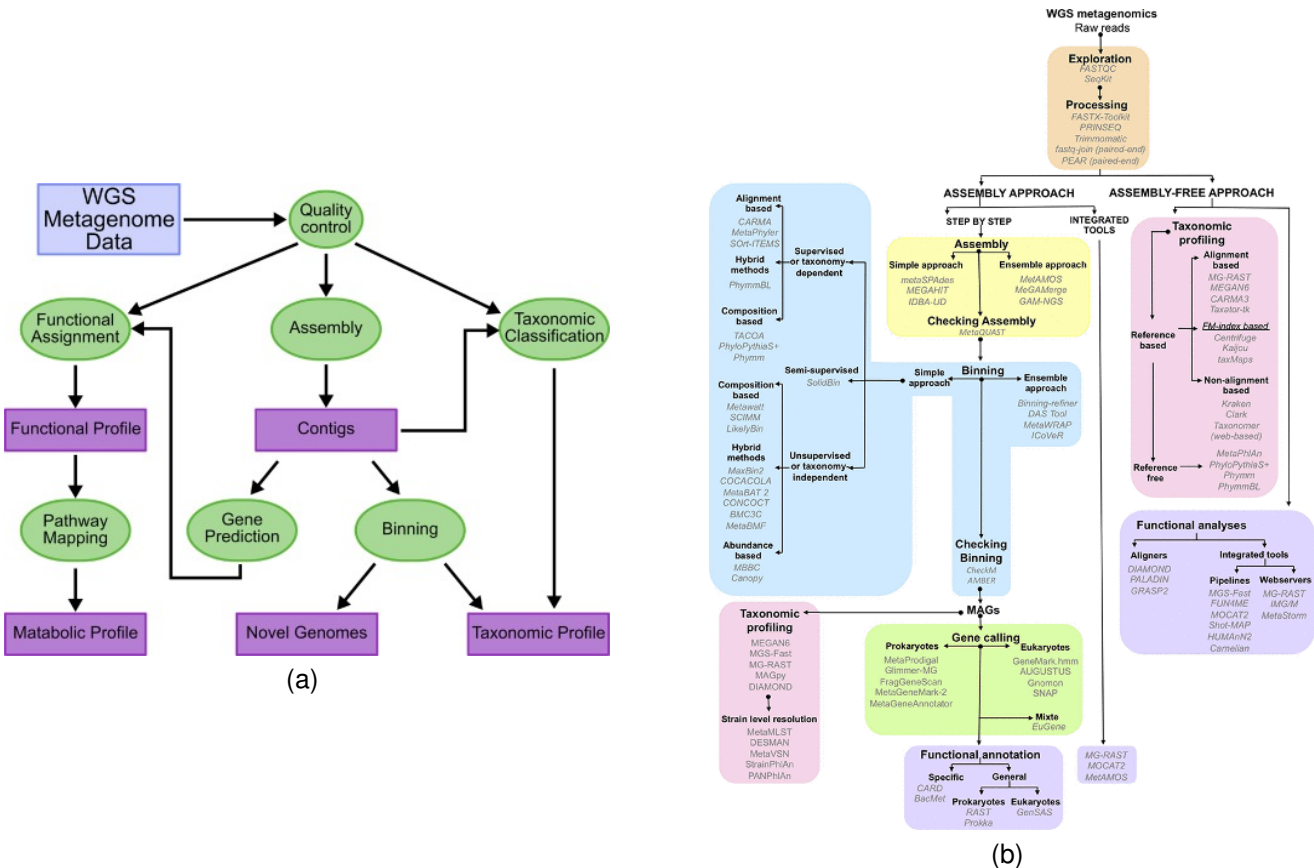 WGS
Metagenome
Data
Quality
control
Functional
Assignment
Assembly
Taxonomic
Classification
Functional Profile
Contigs
Pathway
Mapping
Gene
Prediction
Binning
Matabolic Profile
Novel Genomes
Taxonomic Profile
(a)
WGS metagenomics
Raw reads
Exploration
FASTQC
SeqKit
Processing
FASTX-Toolkit
PRINSEQ
Trimmomatic
fastq-join (paired-end)
PEAR (paired-end)
ASSEMBLY APPROACH
ASSEMBLY-FREE APPROACH
STEP BY STEP
INTEGRATED
TOOLS
Assembly
Simple approach
metaSPAdes
MEGAHIT
IDBA-UD
Ensemble approach
MetAMOS
MeGAMerge
GAM-NGS
Checking Assembly
MetaQUAST
Alignment
based
CARMA
MetaPhyler
SOrt-ITEMS
Hybrid
methods
PhymmBL
Composition
based
TACOA
PhyloPythiaS+
Phymm
Supervised
or taxonomy
dependent
Semi-supervised
SolidBin
Simple
approach
Binning
Ensemble
approach
Binning-refiner
DAS Tool
MetaWRAP
ICoVeR
Composition
based
Metawatt
SCIMM
LikelyBin
Hybrid
methods
MaxBin2
COCACOLA
MetaBAT 2
CONCOCT
BMC3C
MetaBMF
Abundance
based
MBBC
Canopy
Unsupervised
or taxonomy
independent
Checking
Binning
CheckM
AMBER
MAGs
Taxonomic
profiling
MEGAN6
MGS-Fast
MG-RAST
MAGpy
DIAMOND
Strain level resolution
MetaMLST
DESMAN
MetaVSN
StrainPhlAn
PANPhlAn
Gene calling
Prokaryotes
MetaProdigal
Glimmer-MG
FragGeneScan
MetaGeneMark-2
MetaGeneAnnotator
Eukaryotes
GeneMark.hmm
AUGUSTUS
Gnomon
SNAP
Mixte
EuGene
Functional annotation
Specific
CARD
BacMet
General
Prokaryotes
RAST
Prokka
Eukaryotes
GenSAS
MG-RAST
MOCAT2
MetAMOS
Taxonomic
profiling
Reference
based
Alignment
based
MG-RAST
MEGAN6
CARMA3
Taxator-tk
FM-index based
Centrifuge
Kaijou
taxMaps
Non-alignment
based
Kraken
Clark
Taxonomer
(web-based)
Reference
free
MetaPhlAn
PhyloPythiaS+
Phymm
PhymmBL
Functional analyses
Aligners
DIAMOND
PALADIN
GRASP2
Integrated tools
Pipelines
MGS-Fast
FUN4ME
MOCAT2
Shot-MAP
HUMAnN2
Camelian
Webservers
MG-RAST
IMG/M
MetaStorm
(b)